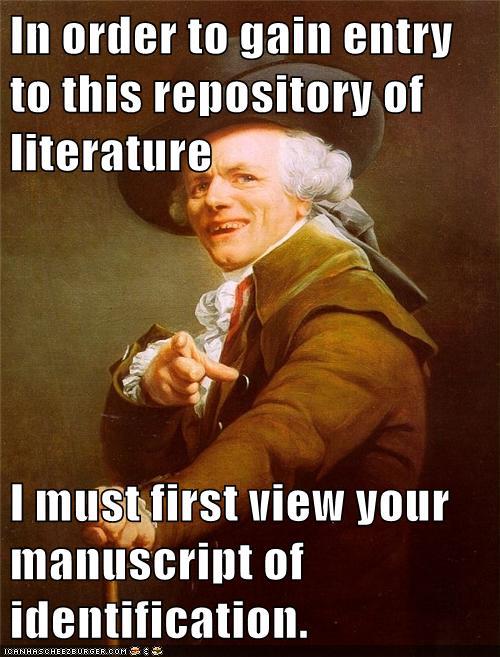 In order to gain entry
to this repository of
literature
I must first view your
manuscript of
identification.
ICANHASCHEEZBURGER.COM